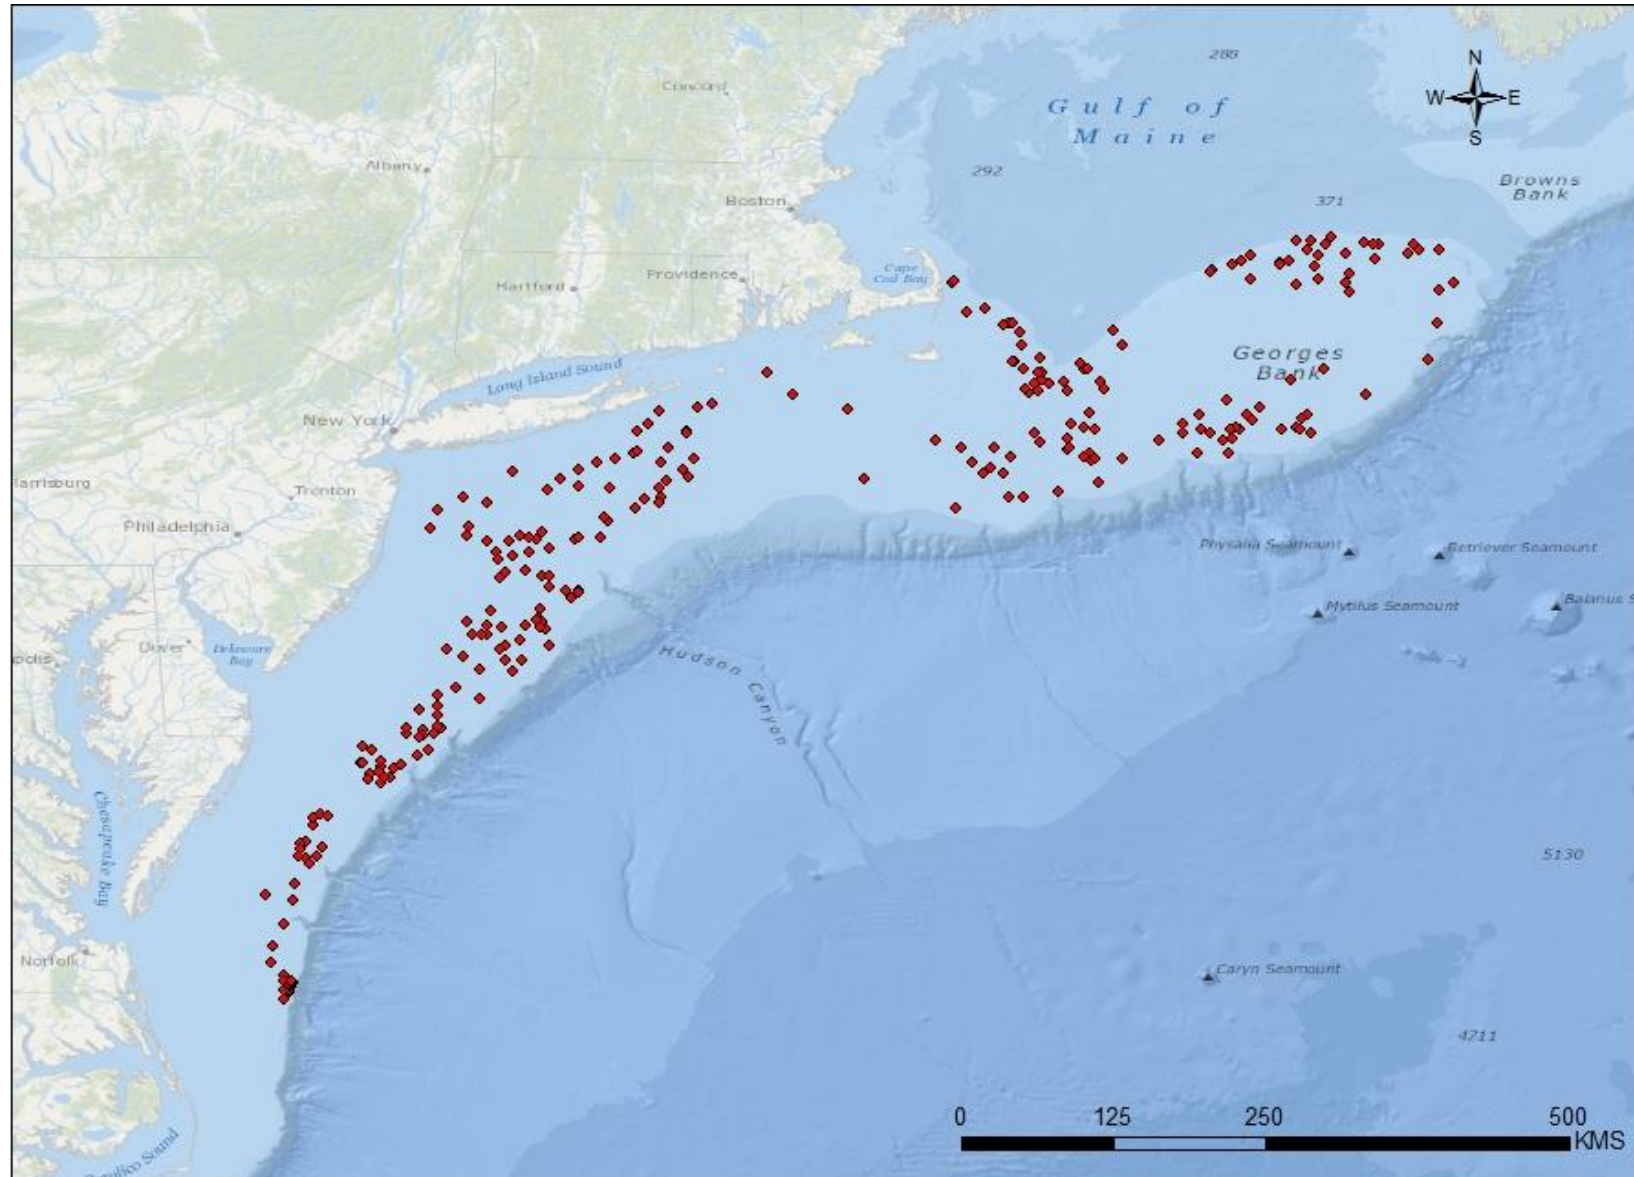 288
N
W
E
S
Gulf of
Maine
Concord
Albany
292
Browns
Bank
Boston
371
Cape
Cod Bay
Providence
Hartford
Georges
Bank
Long Island Sound
New York
Harrisburg
Trenton
Philadelphia
Physalia Seamount
Retriever Seamount
Mytilus Seamount
Balanus S
Dover
Delaware
Bay
polis
Hudson Canyon
Chesapeake Bay
5130
Norfolk
Caryn Seamount
4711
0 125 250 500
KMS
Pamlico Sound